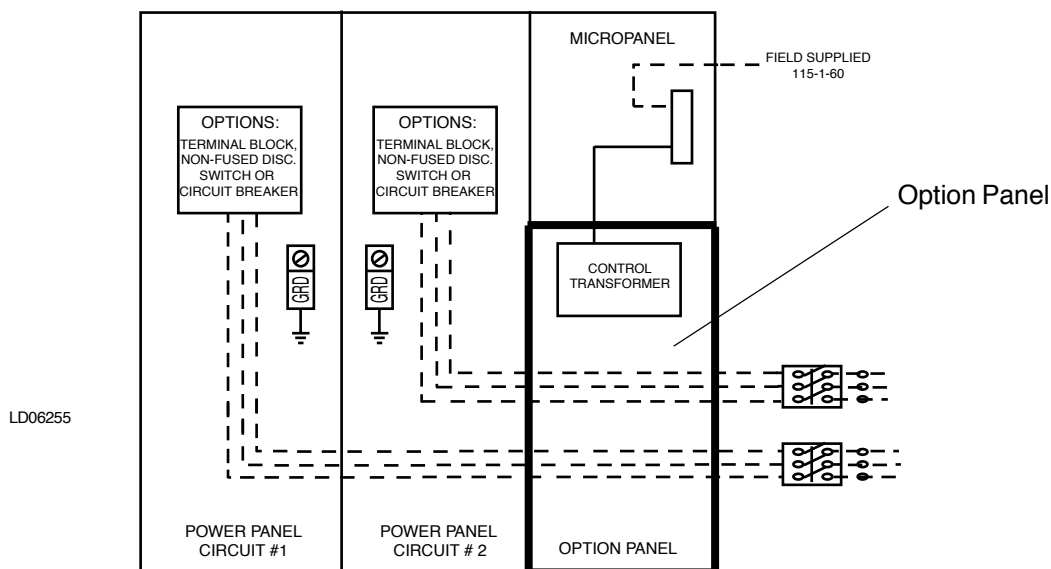 MICROPANEL
FIELD SUPPLIED
115-1-60
OPTIONS:
TERMINAL BLOCK,
NON-FUSED DISC.
SWITCH OR
CIRCUIT BREAKER
OPTIONS:
TERMINAL BLOCK,
NON-FUSED DISC.
SWITCH OR
CIRCUIT BREAKER
Option Panel
GRD
GRD
CONTROL
TRANSFORMER
LD06255
POWER PANEL
CIRCUIT #1
POWER PANEL
CIRCUIT # 2
OPTION PANEL